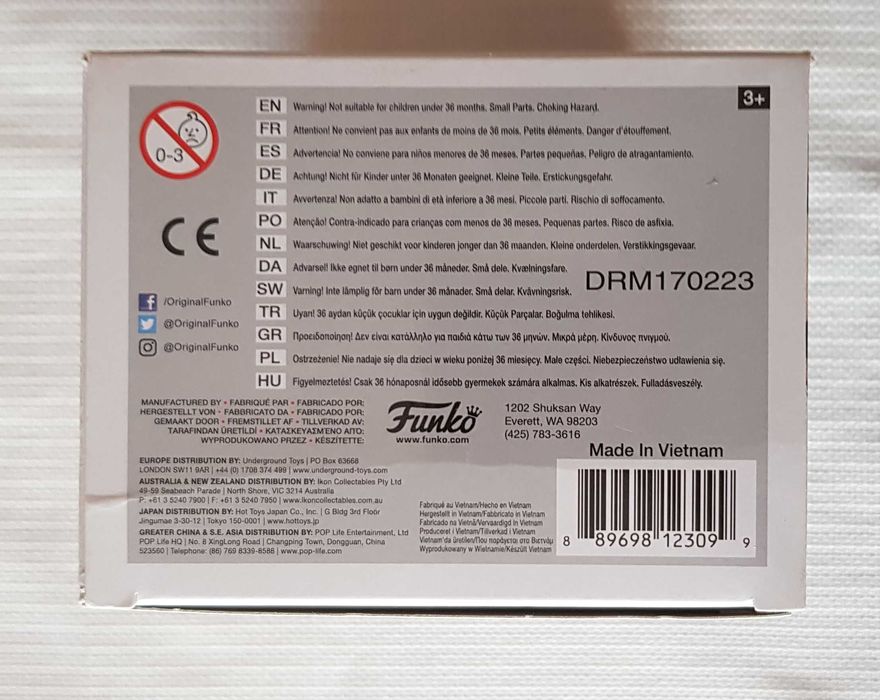 3+
0-3
EN Warning! Not suitable for children under 36 months. Small Parts. Choking Hazard.
FR Attention! Ne convient pas aux enfants de moins de 36 mois. Petits éléments. Danger d'étouffement.
ES Advertencia! No conviene para niños menores de 36 meses. Partes pequeñas. Peligro de atragantamiento.
DE Achtung! Nicht für Kinder unter 36 Monaten geeignet. Kleine Teile. Erstickungsgefahr.
IT Avvertenza! Non adatto a bambini di età inferiore a 36 mesi. Piccole parti. Rischio di soffocamento.
PO Atenção! Contra-indicado para crianças com menos de 36 meses. Pequenas partes. Risco de asfixia.
NL Waarschuwing! Niet geschikt voor kinderen jonger dan 36 maanden. Kleine onderdelen. Verstikkingsgevaar.
DA Advarsel! Ikke egnet til børn under 36 måneder. Små dele. Kvælningsfare.
SW Varning! Inte lämplig för barn under 36 månader. Små delar. Kvävningsrisk.
TR Uyarı! 36 aydan küçük çocuklar için uygun değildir. Küçük Parçalar. Boğulma tehlikesi.
GR Προειδοποίηση! Δεν είναι κατάλληλο για παιδιά κάτω των 36 μηνών. Μικρά μέρη. Κίνδυνος πνιγμού.
PL Ostrzeżenie! Nie nadaje się dla dzieci w wieku poniżej 36 miesięcy. Małe części. Niebezpieczeństwo udławienia się.
HU Figyelmeztetés! Csak 36 hónaposnál idősebb gyermekek számára alkalmas. Kis alkatrészek. Fulladásveszély.
CE
DRM170223
/OriginalFunko
@OriginalFunko
@OriginalFunko
MANUFACTURED BY • FABRIQUÉ PAR • FABRICADO POR:
HERGESTELLT VON • FABBRICATO DA • FABRICADO POR:
GEMAAKT DOOR • FREMSTILLET AF • TILLVERKAD AV:
TARAFINDAN ÜRETİLDİ • ΚΑΤΑΣΚΕΥΑΣΜΕΝΟ ΑΠΟ:
WYPRODUKOWANO PRZEZ • KÉSZÍTETTE:
Funko
www.funko.com
1202 Shuksan Way
Everett, WA 98203
(425) 783-3616
Made In Vietnam
EUROPE DISTRIBUTION BY: Underground Toys | PO Box 63668
LONDON SW11 9AR | +44 (0) 1708 374 499 | www.underground-toys.com
AUSTRALIA & NEW ZEALAND DISTRIBUTION BY: Ikon Collectables Pty Ltd
49-59 Seabeach Parade | North Shore, VIC 3214 Australia
P: +61 3 5240 7900 | F: +61 3 5240 7950 | www.ikoncollectables.com.au
JAPAN DISTRIBUTION BY: Hot Toys Japan Co., Inc. | G Bldg 3rd Floor
Jingumae 3-30-12 | Tokyo 150-0001 | www.hottoys.jp
GREATER CHINA & S.E. ASIA DISTRIBUTION BY: POP Life Entertainment, Ltd
POP Life HQ | No. 8 XingLong Road | Changping Town, Dongguan, China
523560 | Telephone: (86) 769 8339-8588 | www.pop-life.com
Fabriqué au Vietnam/Hecho en Vietnam
Hergestellt in Vietnam/Fabbricato in Vietnam
Fabricado na Vietnã/Vervaardigd In Vietnam
Produceret i Vietnam/Tillverkad i Vietnam
Vietnam'da üretilen/Που παράγεται στο Βιετνάμ
Wyprodukowany w Wietnamie/Készült Vietnam
8 89698 12309 9